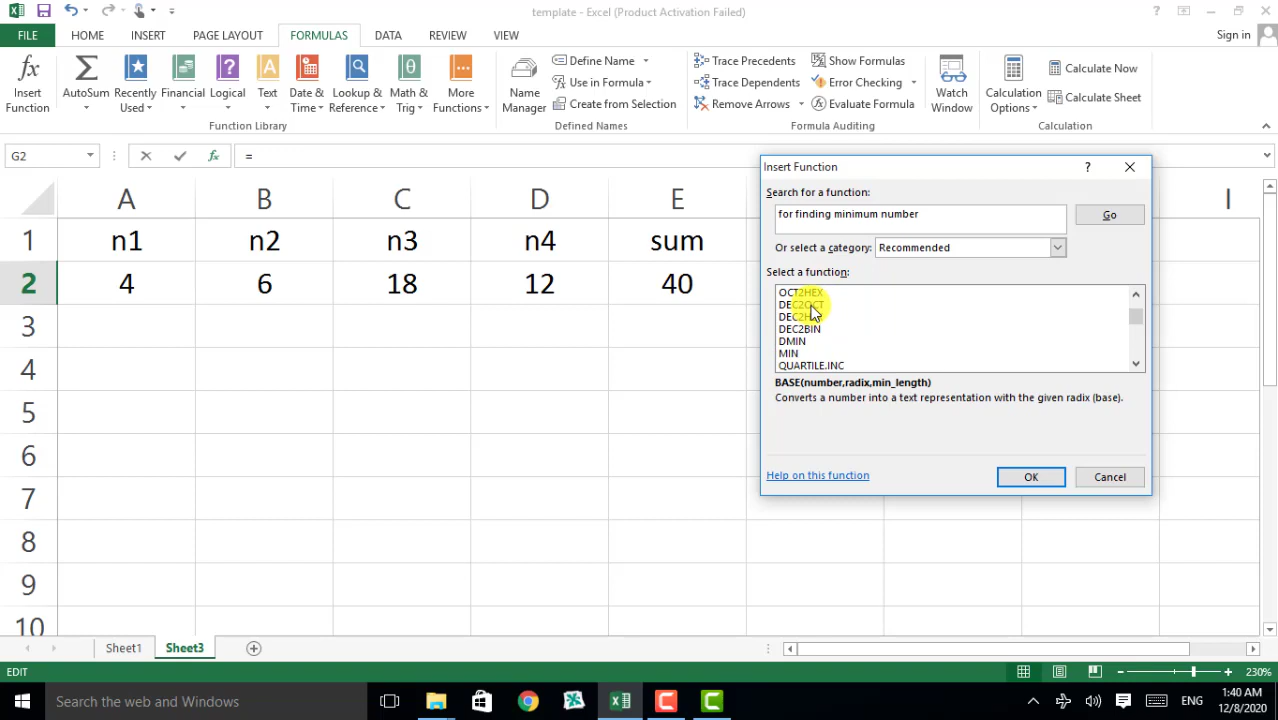 template - Excel (Product Activation Failed)
FILE HOME INSERT PAGE LAYOUT FORMULAS DATA REVIEW VIEW Sign in
Insert Function
AutoSum
Recently Used
Financial
Logical
Text
Date & Time
Lookup & Reference
Math & Trig
More Functions
Function Library
Name Manager
Define Name
Use in Formula
Create from Selection
Defined Names
Trace Precedents
Trace Dependents
Remove Arrows
Show Formulas
Error Checking
Evaluate Formula
Formula Auditing
Watch Window
Calculation Options
Calculate Now
Calculate Sheet
Calculation
G2 fx =
A B C D E I
1 n1 n2 n3 n4 sum
2 4 6 18 12 40
3
4
5
6
7
8
9
10
Insert Function
Search for a function:
for finding minimum number
Go
Or select a category: Recommended
Select a function:
OCT2HEX
DEC2OCT
DEC2HEX
DEC2BIN
DMIN
MIN
QUARTILE.INC
BASE(number,radix,min_length)
Converts a number into a text representation with the given radix (base).
Help on this function
OK Cancel
Sheet1 Sheet3
EDIT 230%
Search the web and Windows
ENG
1:40 AM
12/8/2020